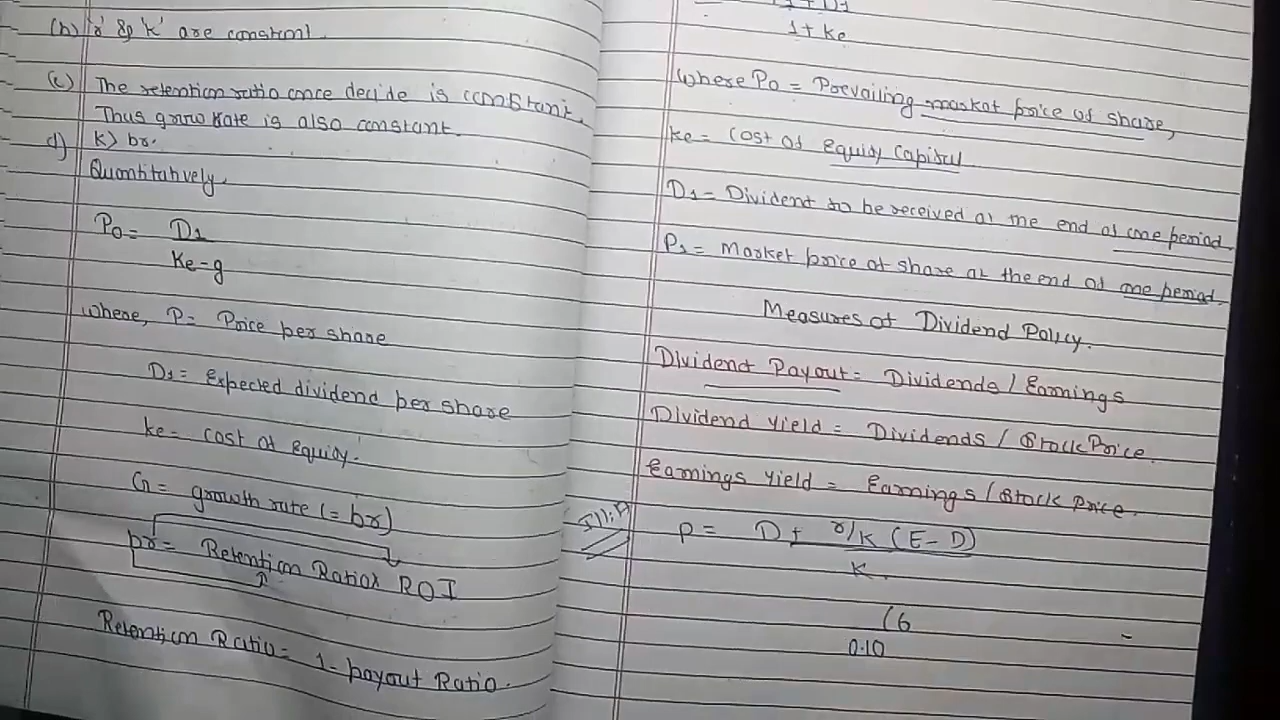 (b) 'r' & 'k' are constant.
(c) The retention ratio once decide is constant.
Thus grow rate is also constant.
d) k > br.
Quantitatively,
P0 = D1
Ke-g
where, P = Price per share
D1 = Expected dividend per share
ke = cost of equity.
G = growth rate (= br)
br = Retention Ratio x ROI
Retention Ratio = 1 - payout Ratio.
P1 + D1
1 + ke
where P0 = Prevailing market price of share,
Ke = Cost of Equity Capital
D1 = Divident to be received at the end of one period.
P1 = Market price of share at the end of one period.
Measures of Dividend Policy.
Dividend Payout = Dividends / Earnings
Dividend Yield = Dividends / Stock Price.
Earnings Yield = Earnings / Stock Price.
Ill:A
P = D + r/K (E - D)
K.
(6
0.10